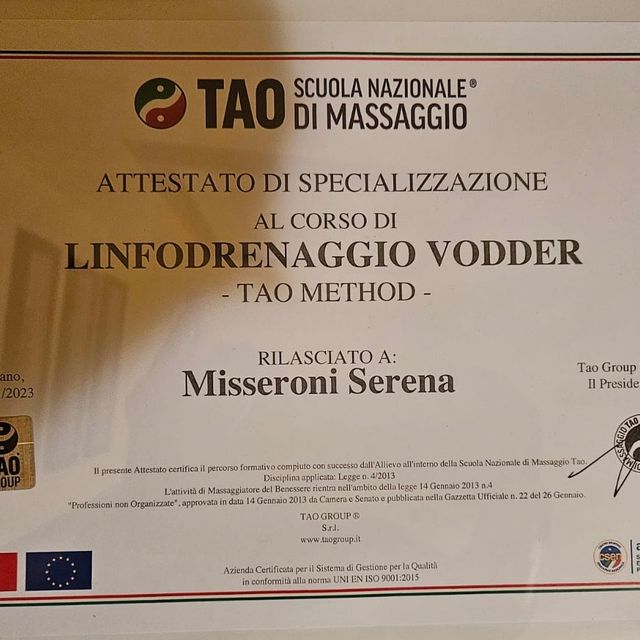 TAO SCUOLA NAZIONALE®
DI MASSAGGIO
ATTESTATO DI SPECIALIZZAZIONE
AL CORSO DI
LINFODRENAGGIO VODDER
- TAO METHOD -
RILASCIATO A:
Misseroni Serena
ano,
/2023
Tao Group
Il Preside
TAO
GROUP
MASSAGGIO TAO
Il presente Attestato certifica il percorso formativo compiuto con successo dall'Allievo all'interno della Scuola Nazionale di Massaggio Tao.
Disciplina applicata: Legge n. 4/2013
L'attività di Massaggiatore del Benessere rientra nell'ambito della legge 14 Gennaio 2013 n.4
"Professioni non Organizzate", approvata in data 14 Gennaio 2013 da Camera e Senato e pubblicata nella Gazzetta Ufficiale n. 22 del 26 Gennaio.
TAO GROUP ®
S.r.l.
www.taogroup.it
Azienda Certificata per il Sistema di Gestione per la Qualità
in conformità alla norma UNI EN ISO 9001:2015
csen